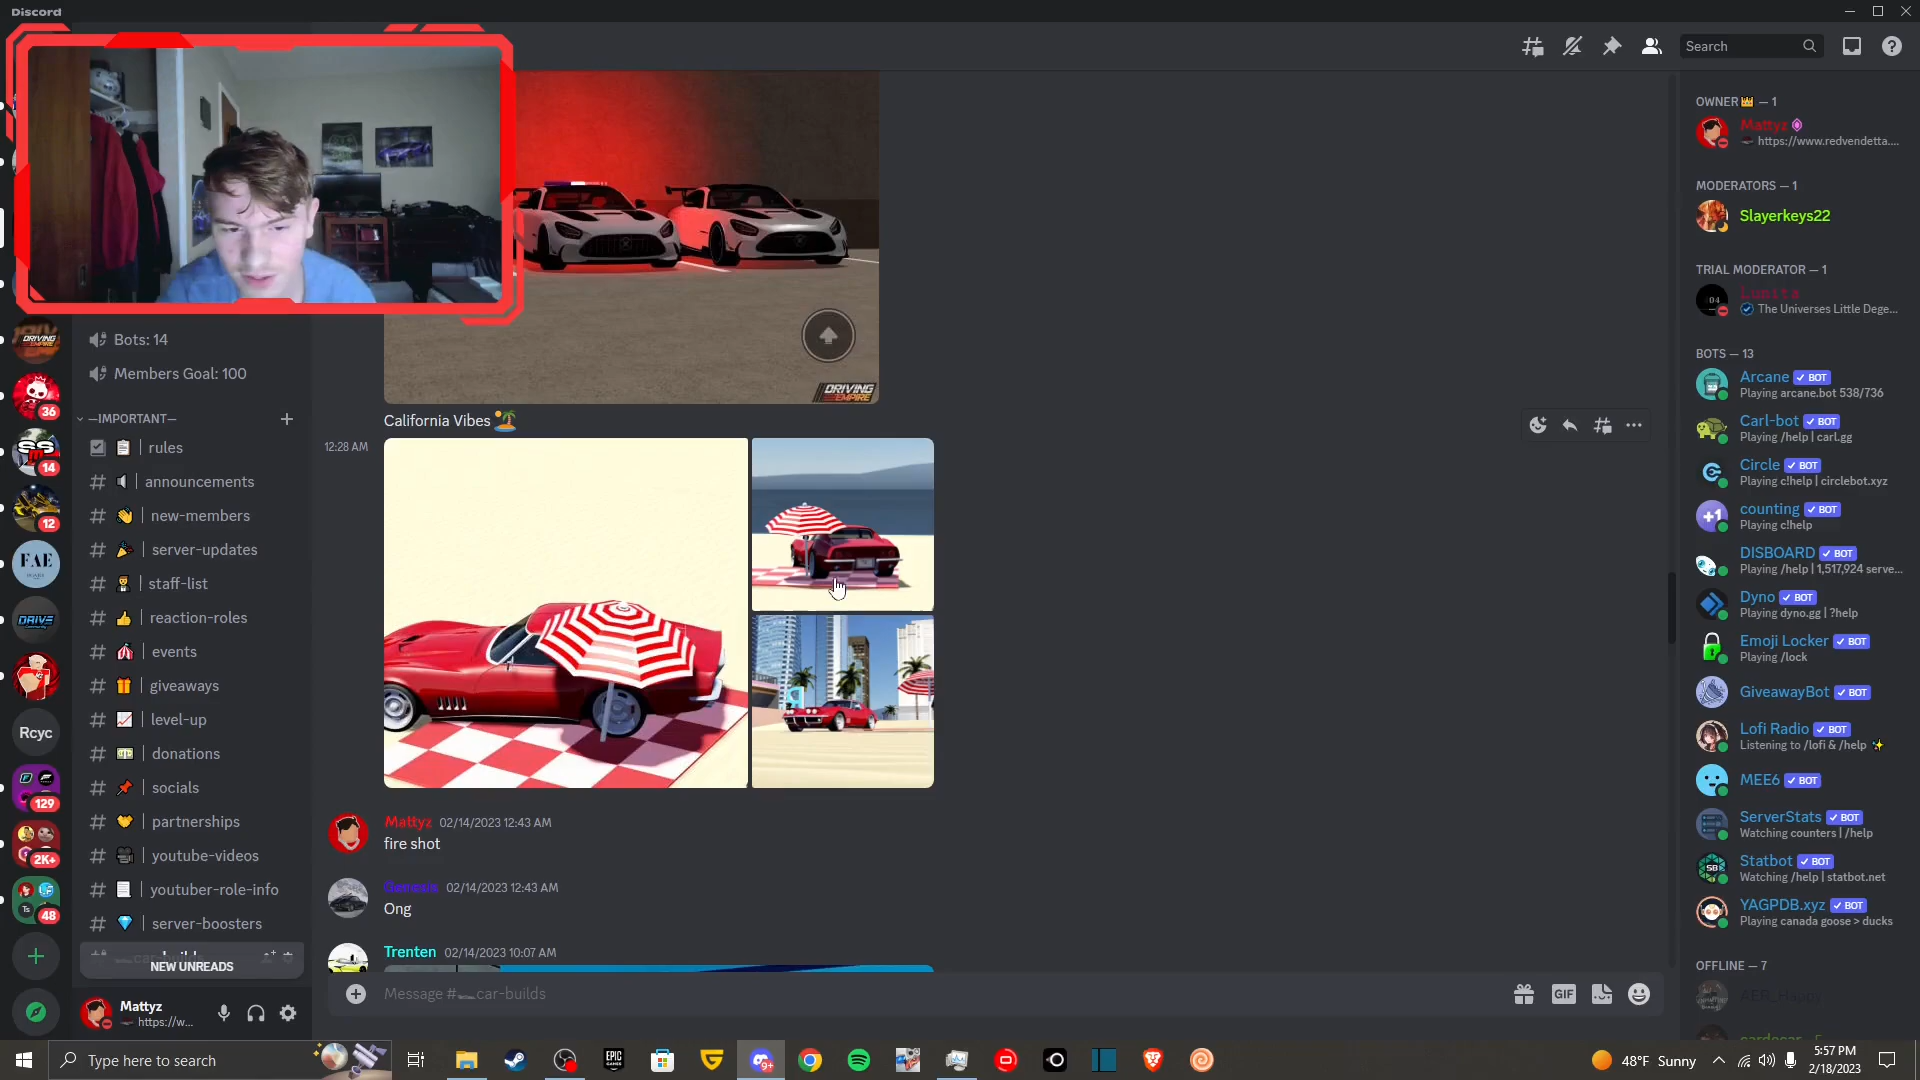 Discord
Search
Bots: 14
Members Goal: 100
—IMPORTANT—
rules
announcements
new-members
server-updates
staff-list
reaction-roles
events
giveaways
level-up
donations
socials
partnerships
youtube-videos
youtuber-role-info
server-boosters
NEW UNREADS
Mattyz
https://w...
36
14
12
FAE
DRIVE
Rcyc
129
2K+
48
DRIVING EMPIRE
California Vibes
12:28 AM
Mattyz 02/14/2023 12:43 AM
fire shot
02/14/2023 12:43 AM
Ong
Trenten 02/14/2023 10:07 AM
Message #car-builds
GIF
OWNER — 1
Mattyz
https://www.redvendetta....
MODERATORS — 1
Slayerkeys22
TRIAL MODERATOR — 1
The Universes Little Dege...
BOTS — 13
Arcane BOT
Playing arcane.bot 538/736
Carl-bot BOT
Playing /help | carl.gg
Circle BOT
Playing c!help | circlebot.xyz
counting BOT
Playing c!help
DISBOARD BOT
Playing /help | 1,517,924 serve...
Dyno BOT
Playing dyno.gg | ?help
Emoji Locker BOT
Playing /lock
GiveawayBot BOT
Lofi Radio BOT
Listening to /lofi & /help
MEE6 BOT
ServerStats BOT
Watching counters | /help
Statbot BOT
Watching /help | statbot.net
YAGPDB.xyz BOT
Playing canada goose > ducks
OFFLINE — 7
Type here to search
EPIC GAMES
9+
48°F Sunny
5:57 PM
2/18/2023